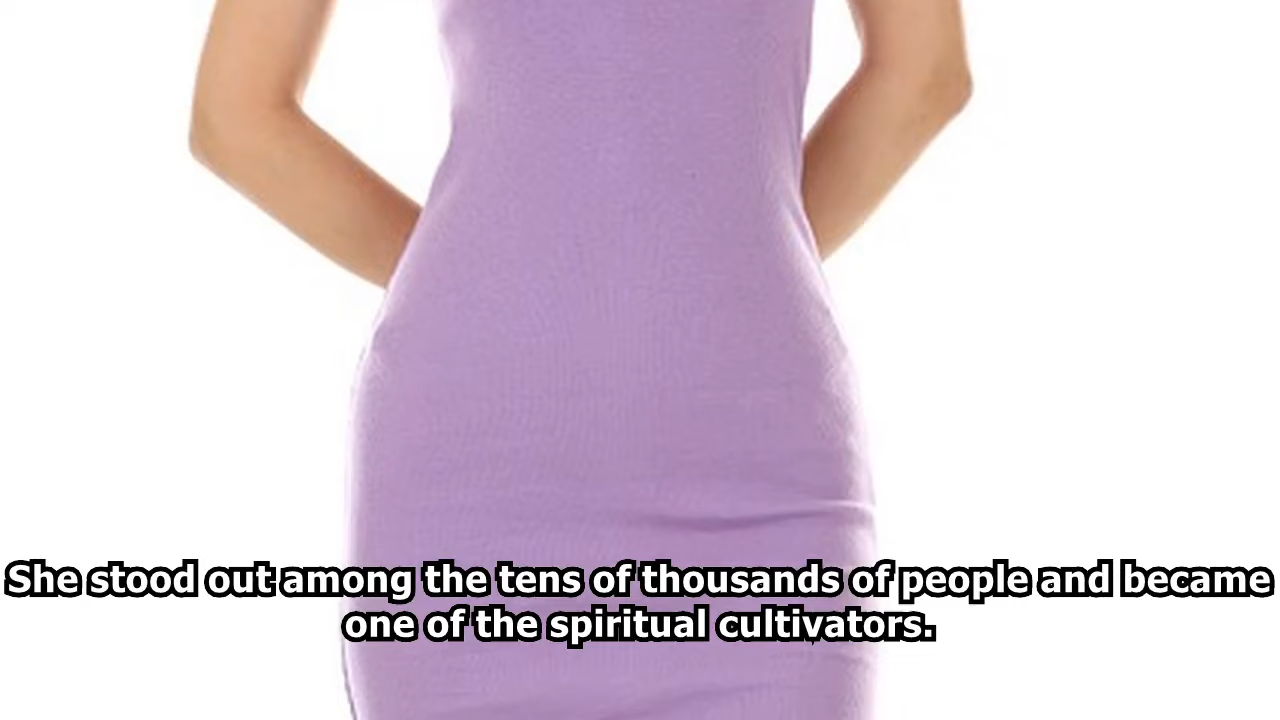 She stood out among the tens of thousands of people and became
one of the spiritual cultivators.